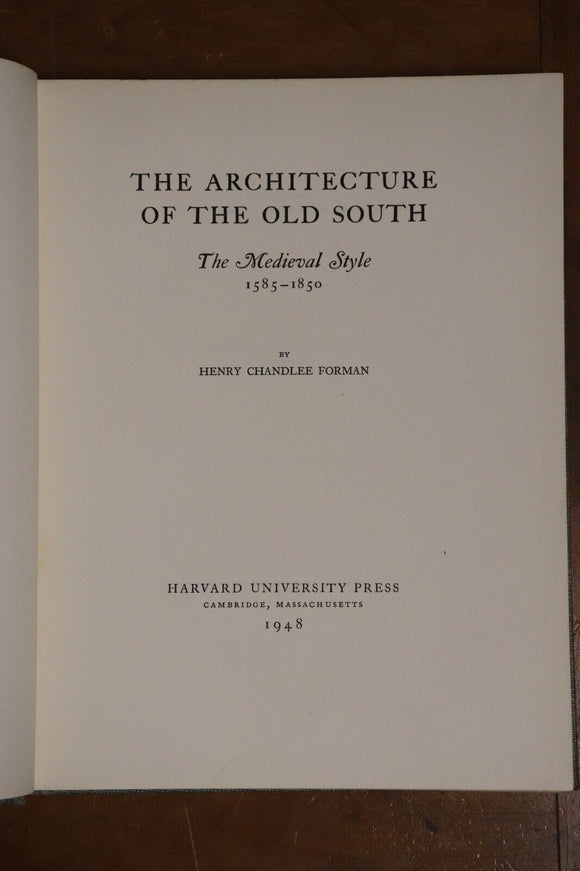 THE ARCHITECTURE
OF THE OLD SOUTH
The Medieval Style
1585–1850
BY
HENRY CHANDLEE FORMAN
HARVARD UNIVERSITY PRESS
CAMBRIDGE, MASSACHUSETTS
1948